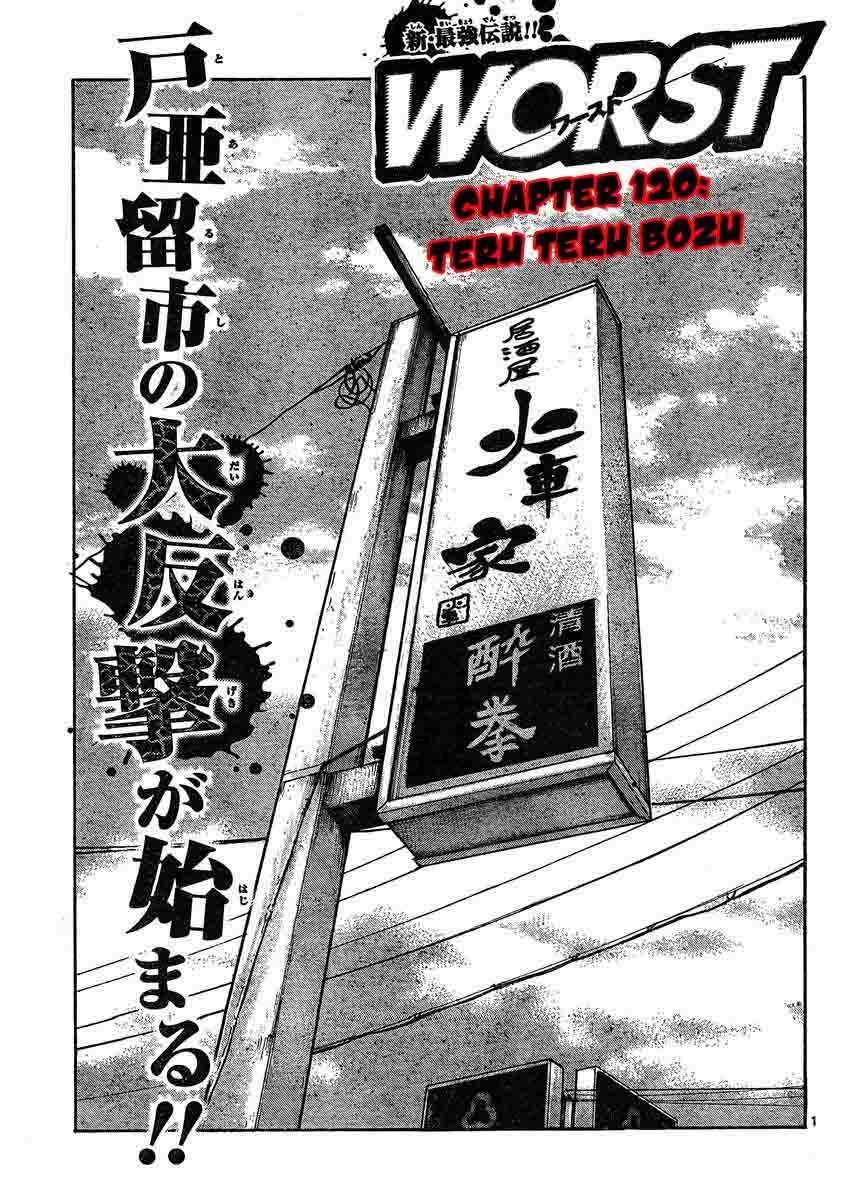 新・最強伝説!!
WORST
ワースト
CHAPTER 120:
TERU TERU BOZU
戸亜留市の大反撃が始まる!!
居酒屋
火車家
清酒
酔拳
1